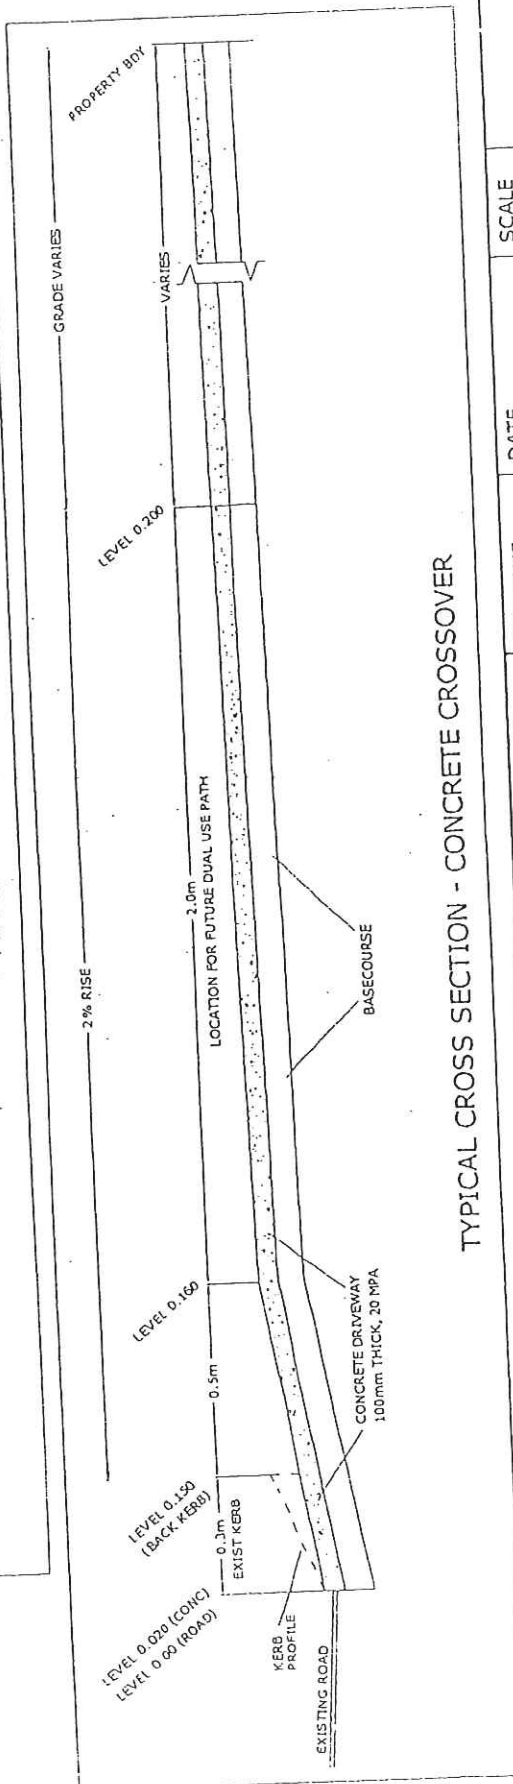 GRADE VARIES
2% RISE
PROPERTY BDY
VARIES
LEVEL 0.200
2.0m
LOCATION FOR FUTURE DUAL USE PATH
LEVEL 0.160
0.5m
LEVEL 0.150
(BACK KERB)
0.3m
EXIST KERB
LEVEL 0.020 (CONC)
LEVEL 0.00 (ROAD)
KERB
PROFILE
EXISTING ROAD
CONCRETE DRIVEWAY
100mm THICK, 20 MPA
BASECOURSE
TYPICAL CROSS SECTION - CONCRETE CROSSOVER
SCALE
DATE